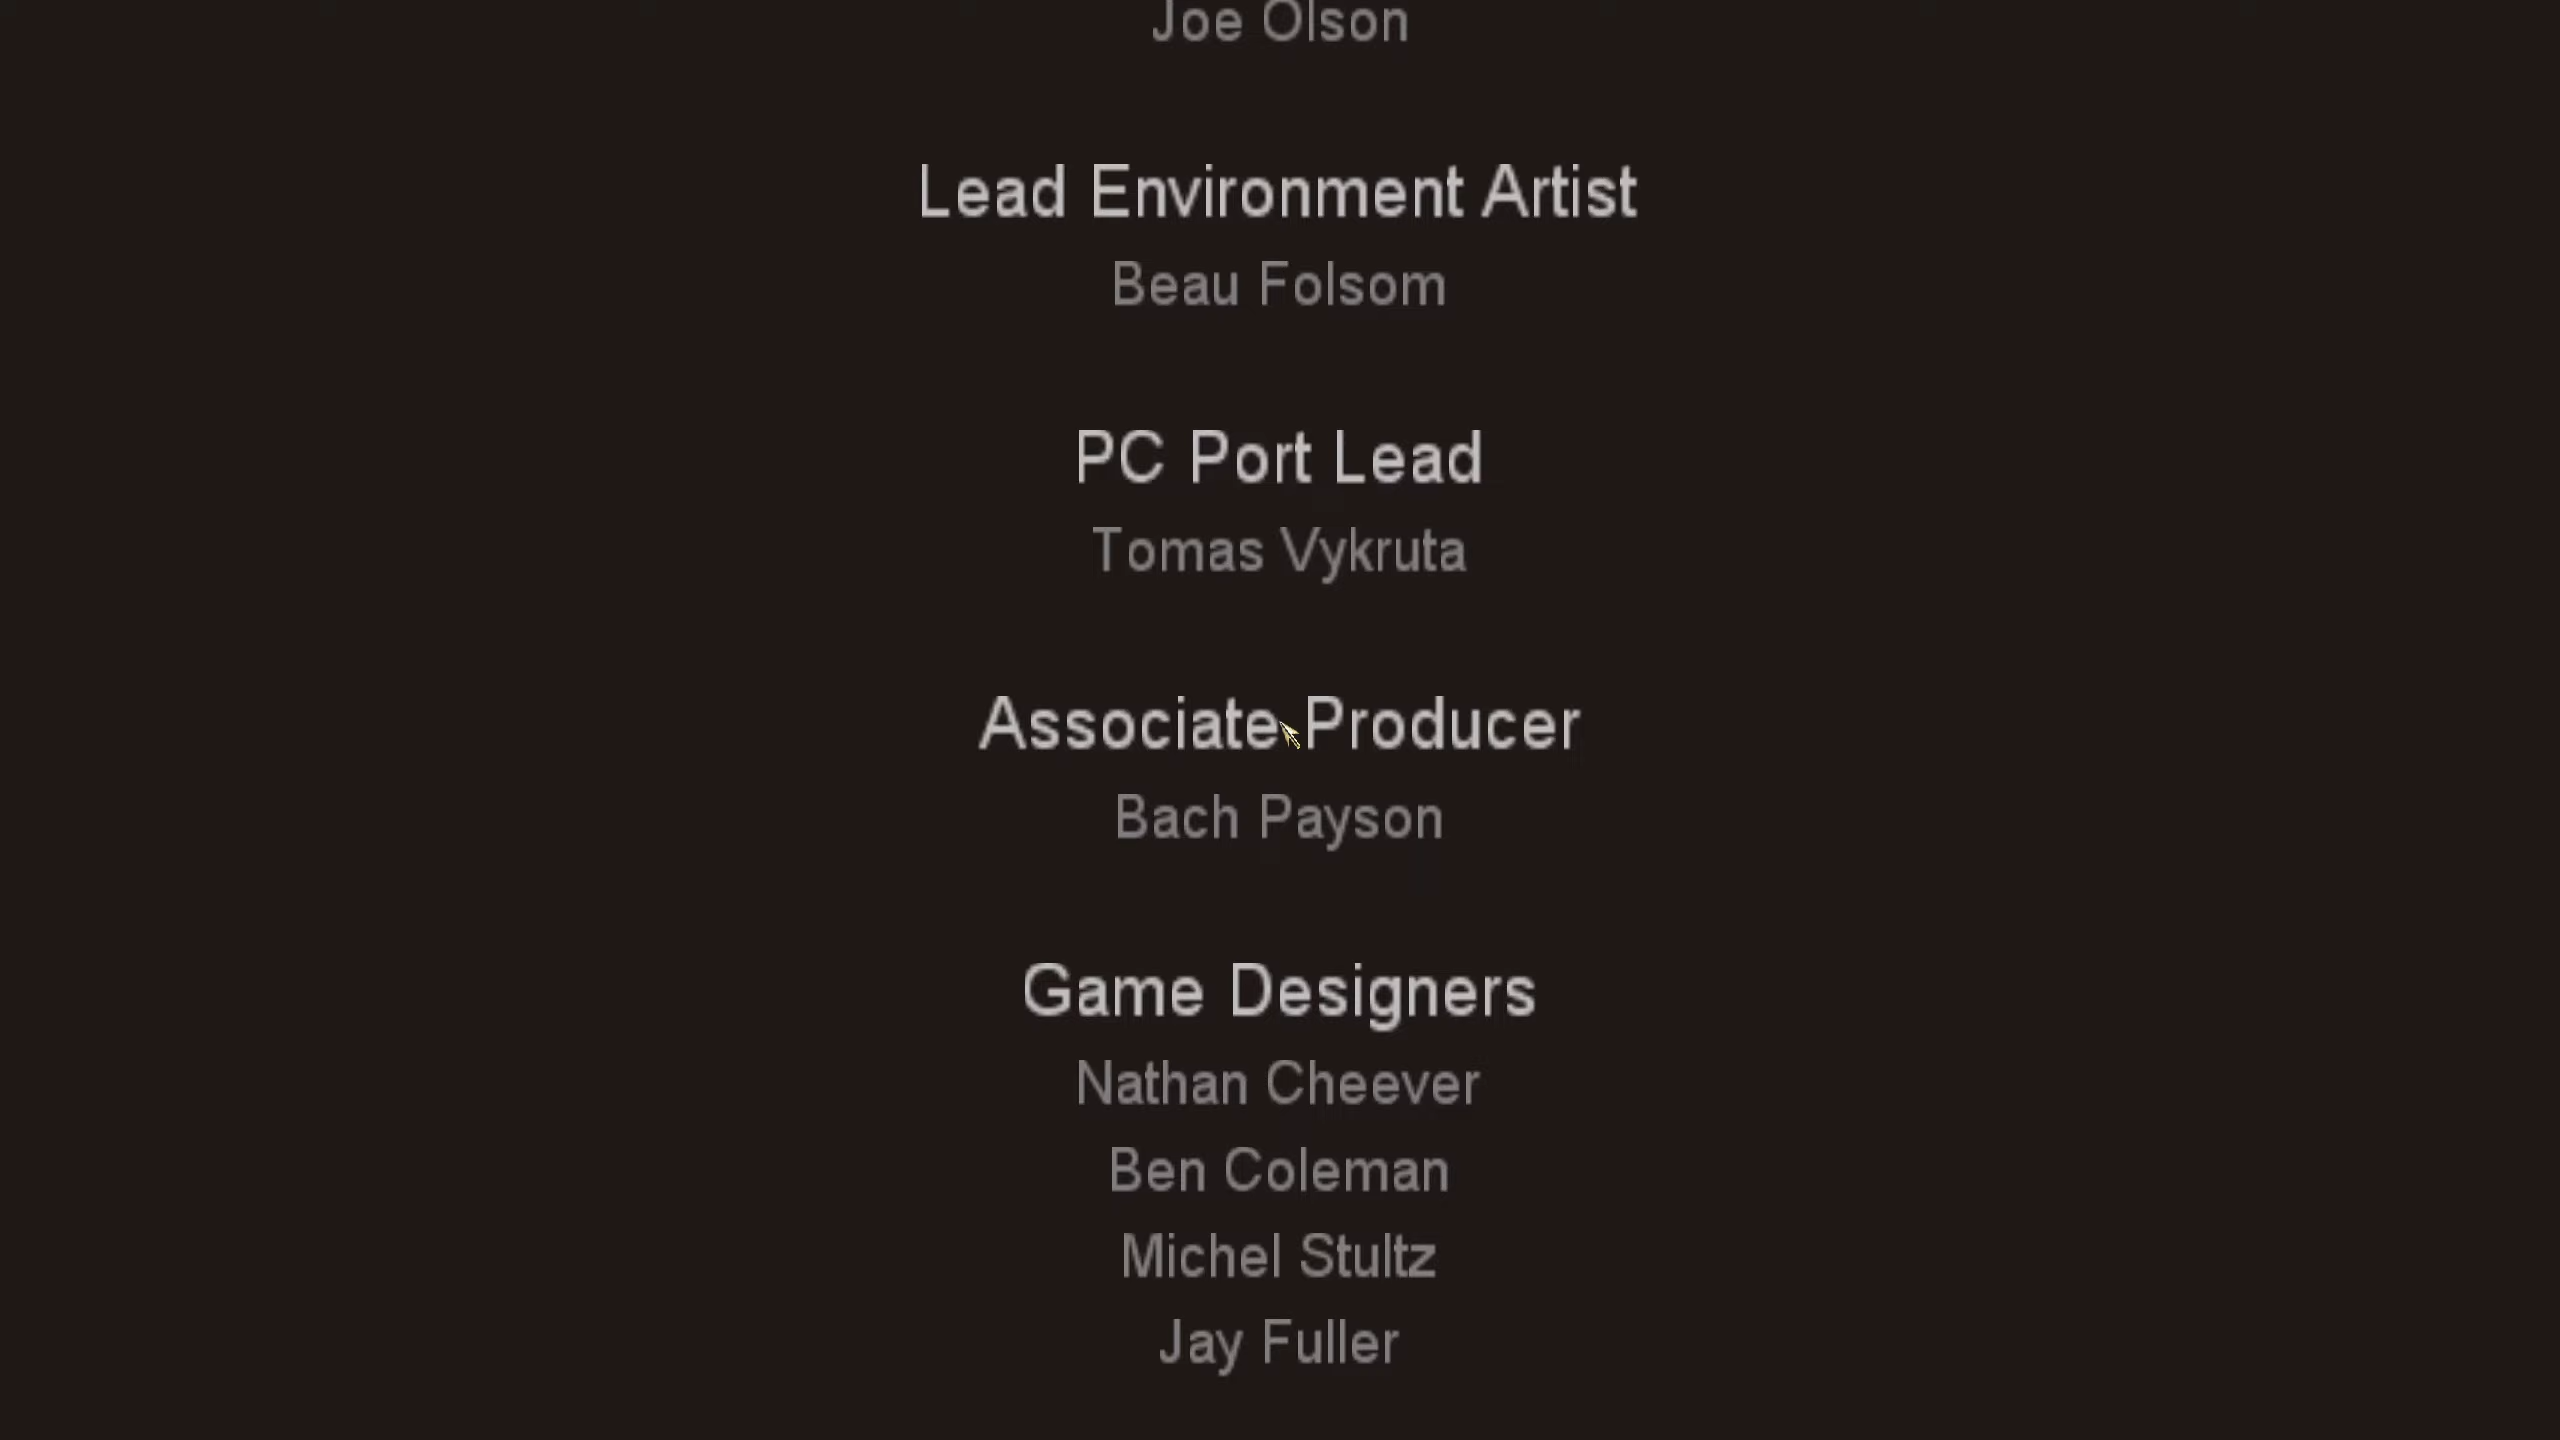 Joe Olson
Lead Environment Artist
Beau Folsom
PC Port Lead
Tomas Vykruta
Associate Producer
Bach Payson
Game Designers
Nathan Cheever
Ben Coleman
Michel Stultz
Jay Fuller